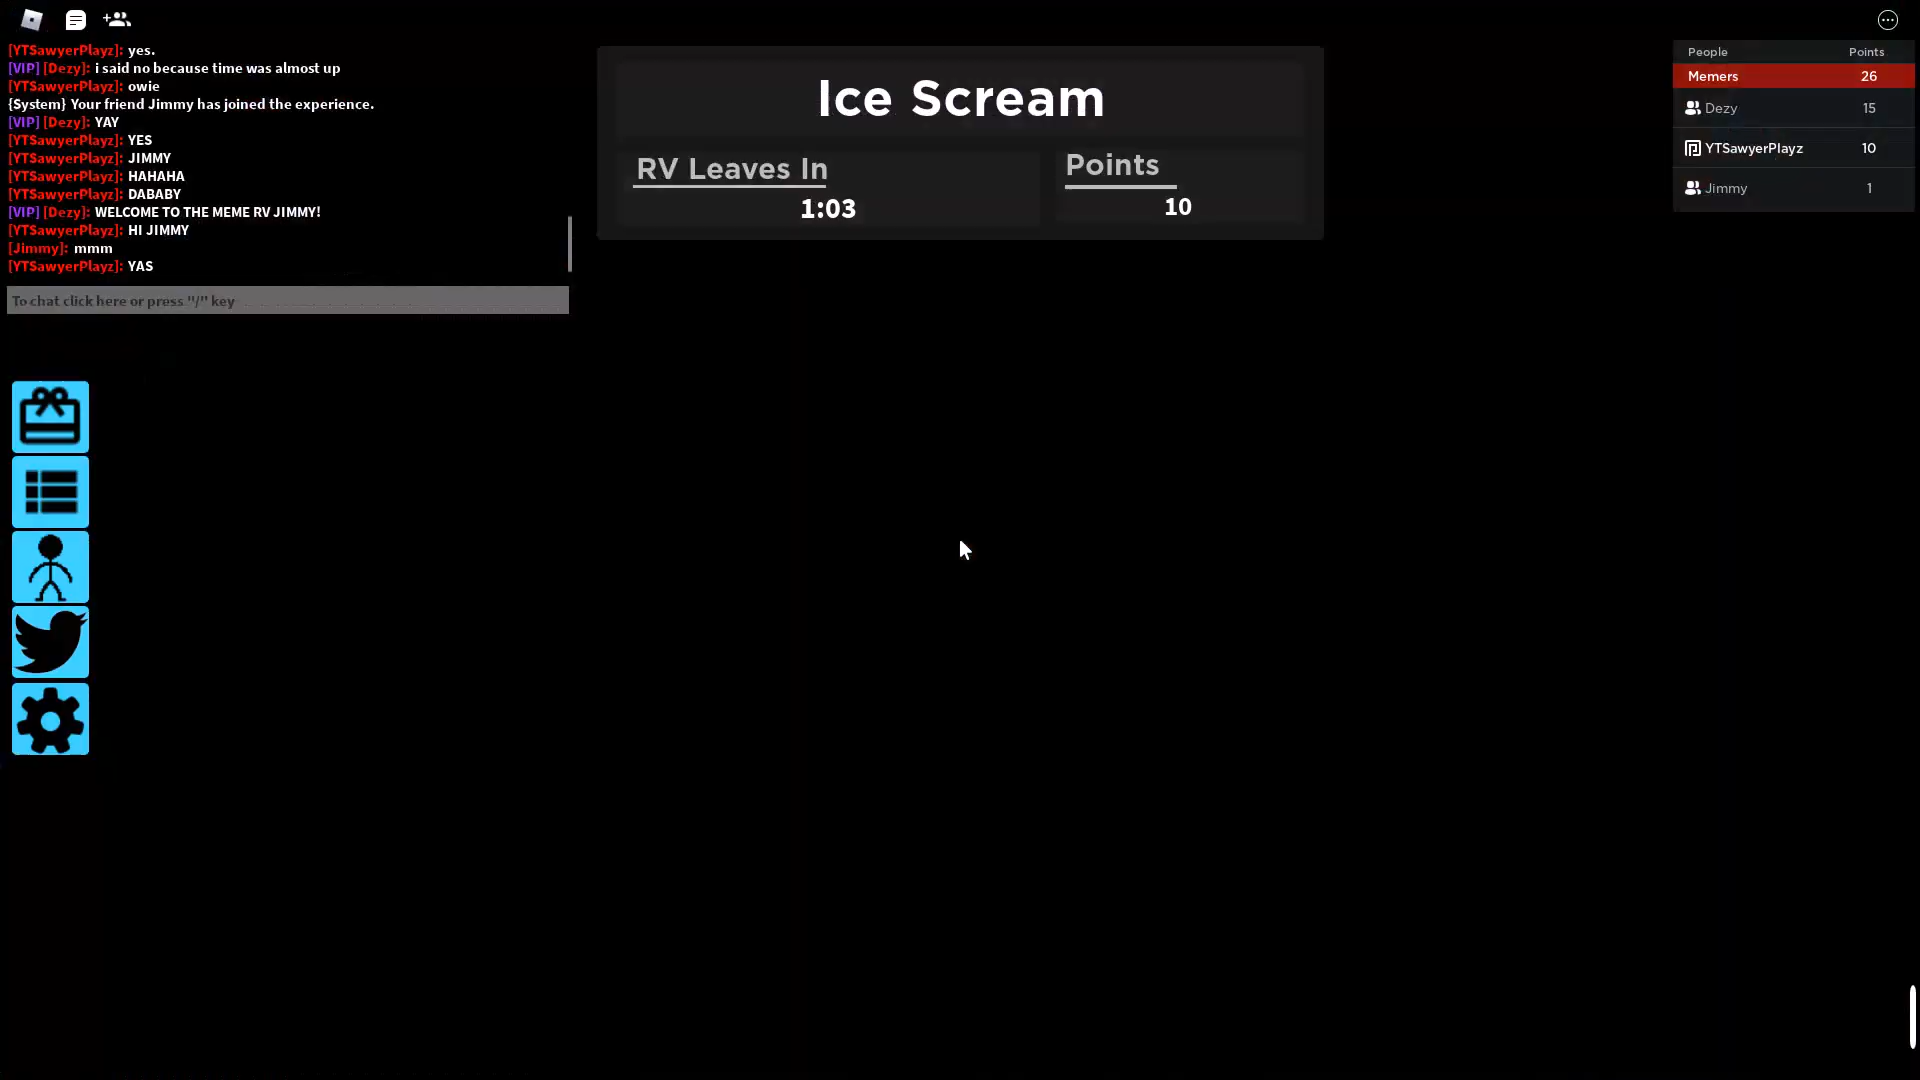 [YTSawyerPlayz]: yes.
[VIP] [Dezy]: i said no because time was almost up
[YTSawyerPlayz]: owie
{System} Your friend Jimmy has joined the experience.
[VIP] [Dezy]: YAY
[YTSawyerPlayz]: YES
[YTSawyerPlayz]: JIMMY
[YTSawyerPlayz]: HAHAHA
[YTSawyerPlayz]: DABABY
[VIP] [Dezy]: WELCOME TO THE MEME RV JIMMY!
[YTSawyerPlayz]: HI JIMMY
[Jimmy]: mmm
[YTSawyerPlayz]: YAS
To chat click here or press "/" key
Ice Scream
RV Leaves In
1:03
Points
10
People Points
Memers 26
Dezy 15
YTSawyerPlayz 10
Jimmy 1